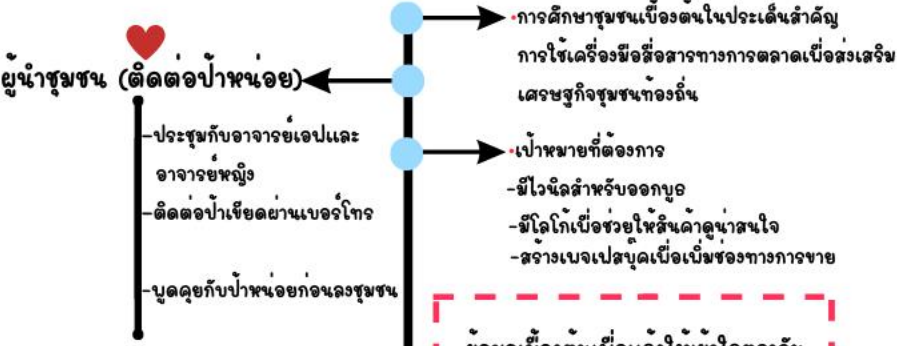 •การศึกษาชุมชนเบื้องต้นในประเด็นสำคัญ
การใช้เครื่องมือสื่อสารทางการตลาดเพื่อส่งเสริม
เศรษฐกิจชุมชนท้องถิ่น
ผู้นำชุมชน (ติดต่อป้าหน่อย)
-ประชุมกับอาจารย์เอฟและ
อาจารย์หญิง
-ติดต่อป้าเขียดผ่านเบอร์โทร
-พูดคุยกับป้าหน่อยก่อนลงชุมชน
•เป้าหมายที่ต้องการ
-มีไวนิลสำหรับออกบูธ
-มีโลโก้เพื่อช่วยให้สินค้าดูน่าสนใจ
-สร้างเพจเฟสบุ๊คเพื่อเพิ่มช่องทางการขาย